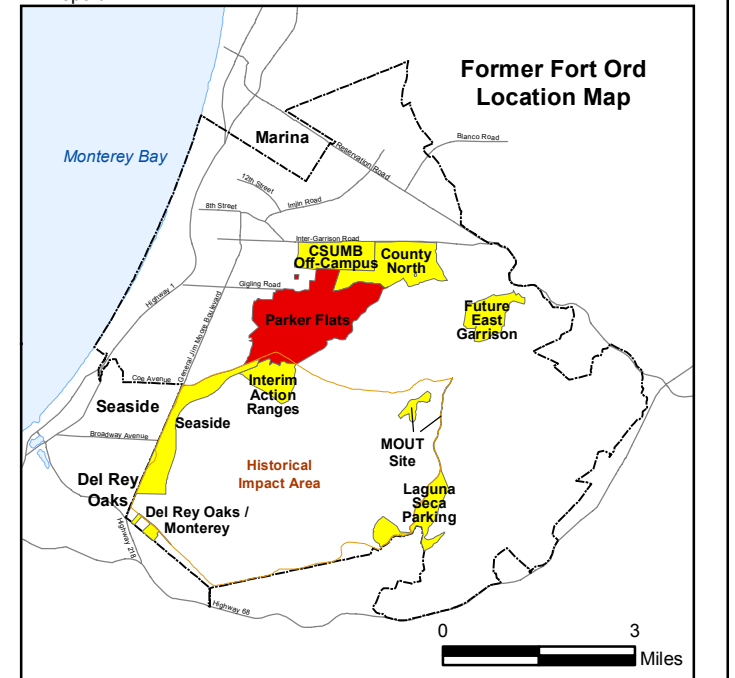 Former Fort Ord
Location Map
Marina
Monterey Bay
Blanco Road
Reservation Road
12th Street
Imjin Road
8th Street
Inter-Garrison Road
CSUMB
Off-Campus
County
North
Gigling Road
Highway 1
General Jim Moore Boulevard
Parker Flats
Future
East
Garrison
Coe Avenue
Interim
Action
Ranges
Seaside
Seaside
Broadway Avenue
MOUT
Site
Historical
Impact Area
Del Rey
Oaks
Laguna
Seca
Parking
Del Rey Oaks /
Monterey
Highway 218
Highway 68
0 3
Miles